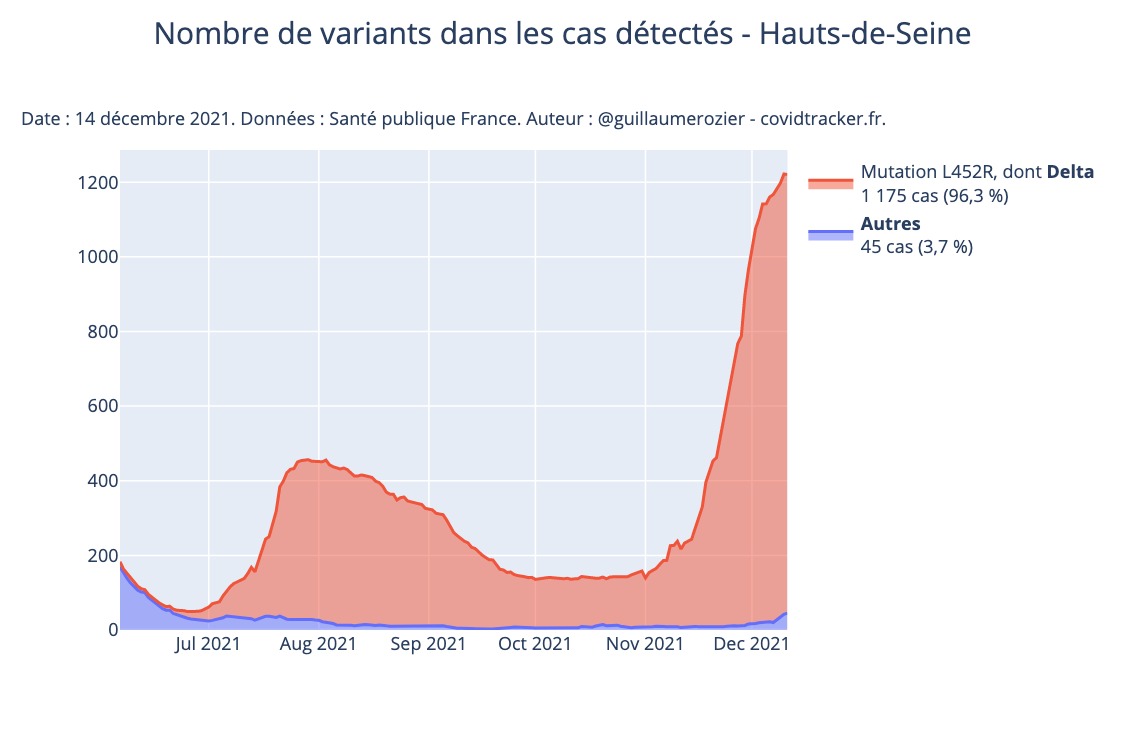 Nombre de variants dans les cas détectés - Hauts-de-Seine
Date : 14 décembre 2021. Données : Santé publique France. Auteur : @guillaumerozier - covidtracker.fr.
Mutation L452R, dont Delta
1 175 cas (96,3 %)
Autres
45 cas (3,7 %)
1200
1000
800
600
400
200
0
Jul 2021 Aug 2021 Sep 2021 Oct 2021 Nov 2021 Dec 2021